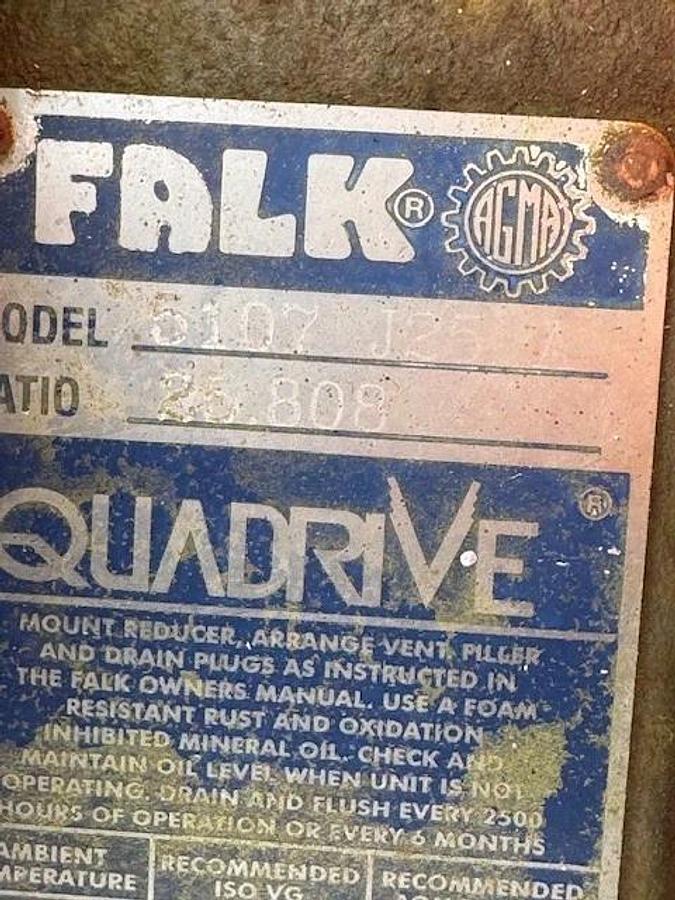 FALK® AGMA
ODEL 5107 J25 A
ATIO 25.808
QUADRIVE ®
MOUNT REDUCER, ARRANGE VENT, FILLER
AND DRAIN PLUGS AS INSTRUCTED IN
THE FALK OWNERS MANUAL. USE A FOAM
RESISTANT RUST AND OXIDATION
INHIBITED MINERAL OIL. CHECK AND
MAINTAIN OIL LEVEL WHEN UNIT IS NOT
OPERATING. DRAIN AND FLUSH EVERY 2500
HOURS OF OPERATION OR EVERY 6 MONTHS
AMBIENT
MPERATURE
RECOMMENDED
ISO VG
RECOMMENDED